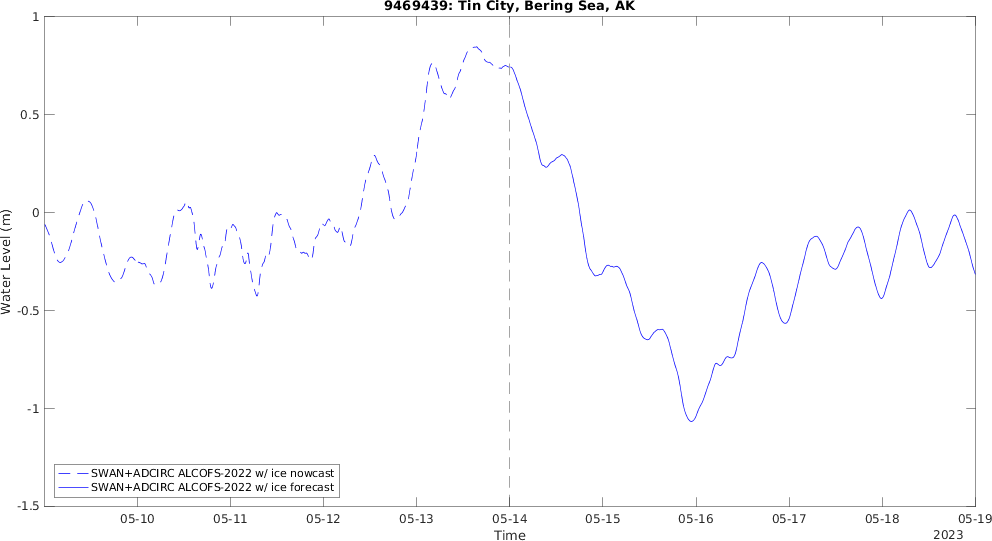 9469439: Tin City, Bering Sea, AK
1
0.5
0
-0.5
-1
-1.5
Water Level (m)
SWAN+ADCIRC ALCOFS-2022 w/ ice nowcast
SWAN+ADCIRC ALCOFS-2022 w/ ice forecast
05-10 05-11 05-12 05-13 05-14 05-15 05-16 05-17 05-18 05-19
Time
2023